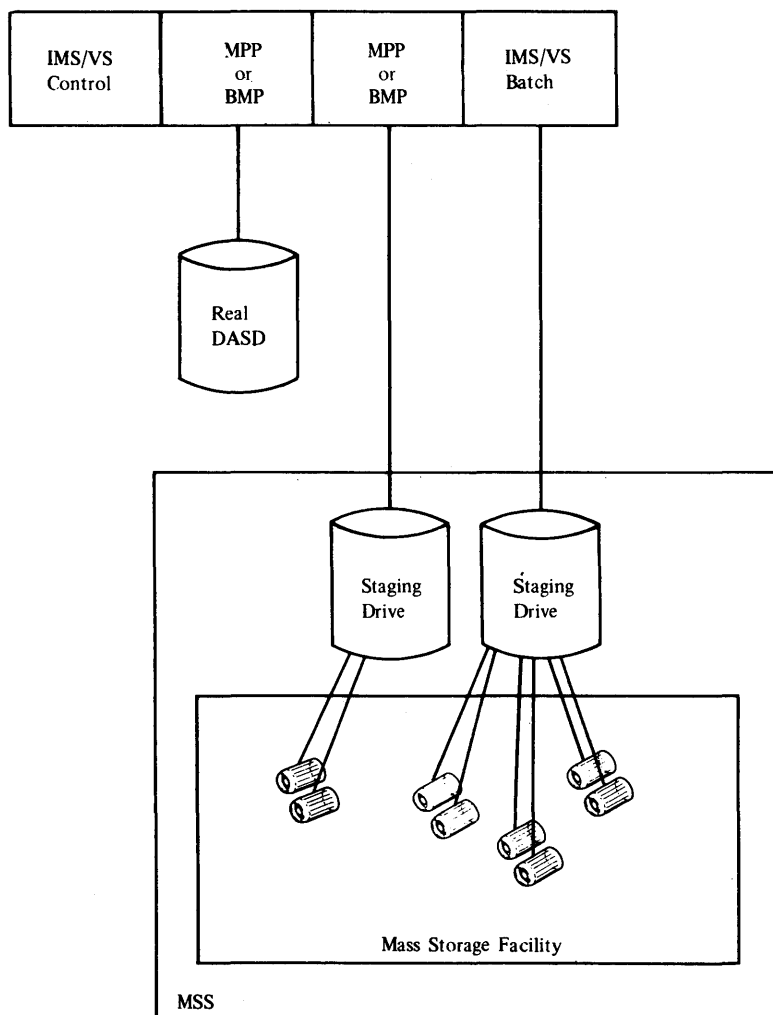 IMS/VS
Control
MPP
or
BMP
MPP
or
BMP
IMS/VS
Batch
Real
DASD
Staging
Drive
Staging
Drive
Mass Storage Facility
MSS